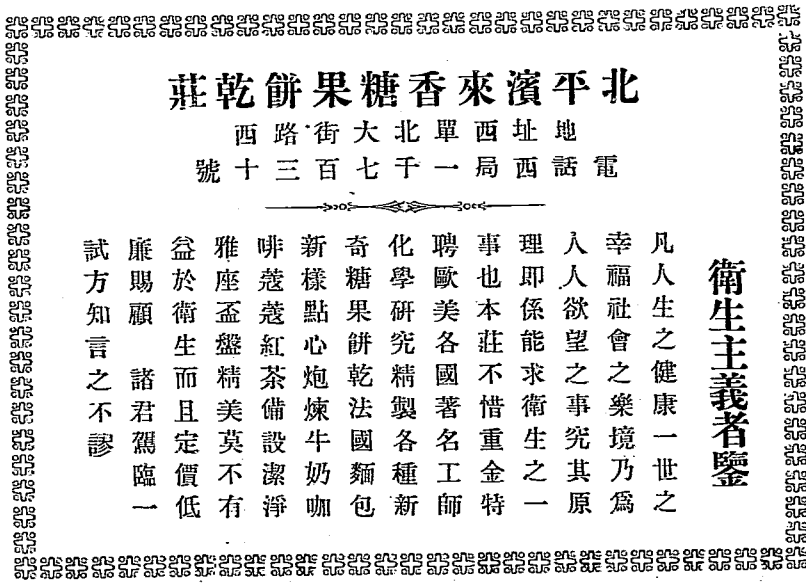 北平濱來香糖果餅乾莊
地址西單北大街路西
電話西局一千七百三十號
衛生主義者鑒
凡人生之健康一世之
幸福社會之樂境乃爲
人人欲望之事究其原
理即係能求衛生之一
事也本莊不惜重金特
聘歐美各國著名工師
化學研究精製各種新
奇糖果餅乾法國麵包
新樣點心炮煉牛奶咖
啡蔻蔻紅茶備設潔淨
雅座盃盤精美莫不有
益於衛生而且定價低
廉賜顧 諸君駕臨一
試方知言之不謬